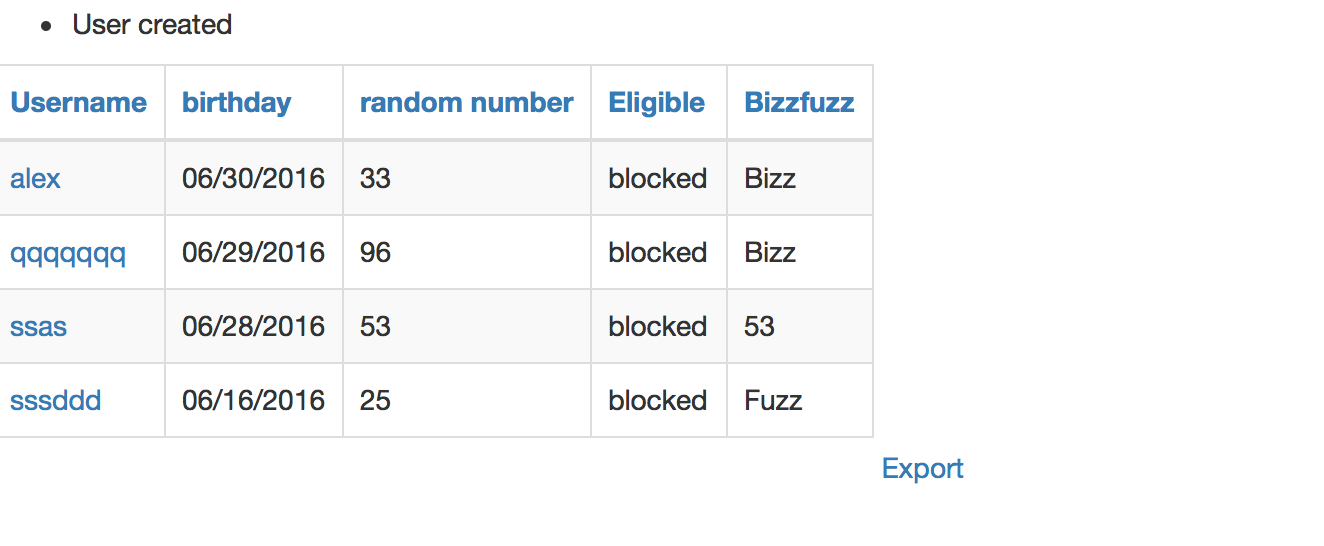 User created
Username birthday random number Eligible Bizzfuzz
alex 06/30/2016 33 blocked Bizz
qqqqqqq 06/29/2016 96 blocked Bizz
ssas 06/28/2016 53 blocked 53
sssddd 06/16/2016 25 blocked Fuzz
Export